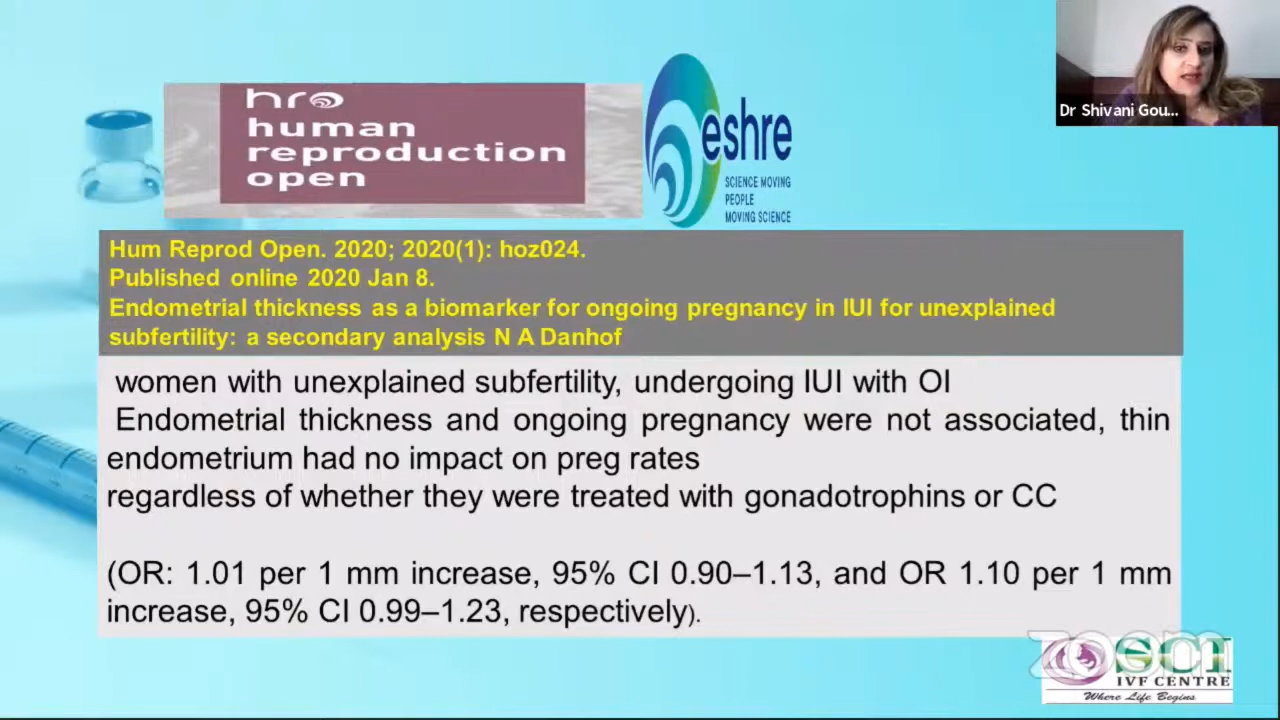 Dr Shivani Gou...
hro
human
reproduction
open
eshre
SCIENCE MOVING
PEOPLE
MOVING SCIENCE
Hum Reprod Open. 2020; 2020(1): hoz024.
Published online 2020 Jan 8.
Endometrial thickness as a biomarker for ongoing pregnancy in IUI for unexplained
subfertility: a secondary analysis N A Danhof
women with unexplained subfertility, undergoing IUI with OI
Endometrial thickness and ongoing pregnancy were not associated, thin
endometrium had no impact on preg rates
regardless of whether they were treated with gonadotrophins or CC
(OR: 1.01 per 1 mm increase, 95% CI 0.90–1.13, and OR 1.10 per 1 mm
increase, 95% CI 0.99–1.23, respectively).
zoom
SCI
IVF CENTRE
Where Life Begins